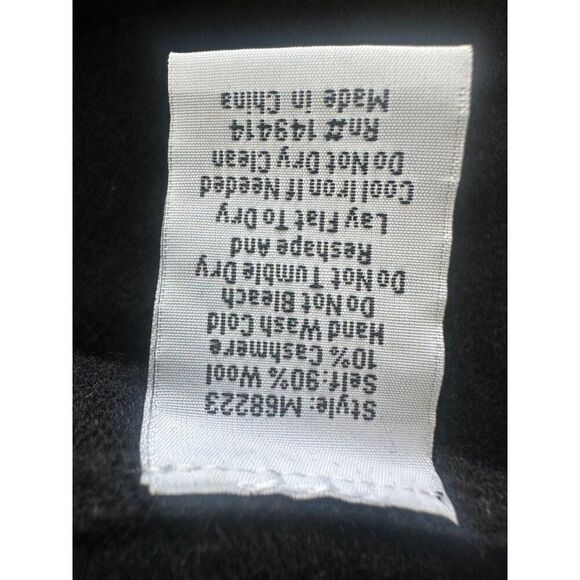 Style: M68223
Self:90% Wool
10% Cashmere
Hand Wash Cold
Do Not Bleach
Do Not Tumble Dry
Reshape And
Lay Flat To Dry
Cool Iron If Needed
Do Not Dry Clean
Rn# 149414
Made in China